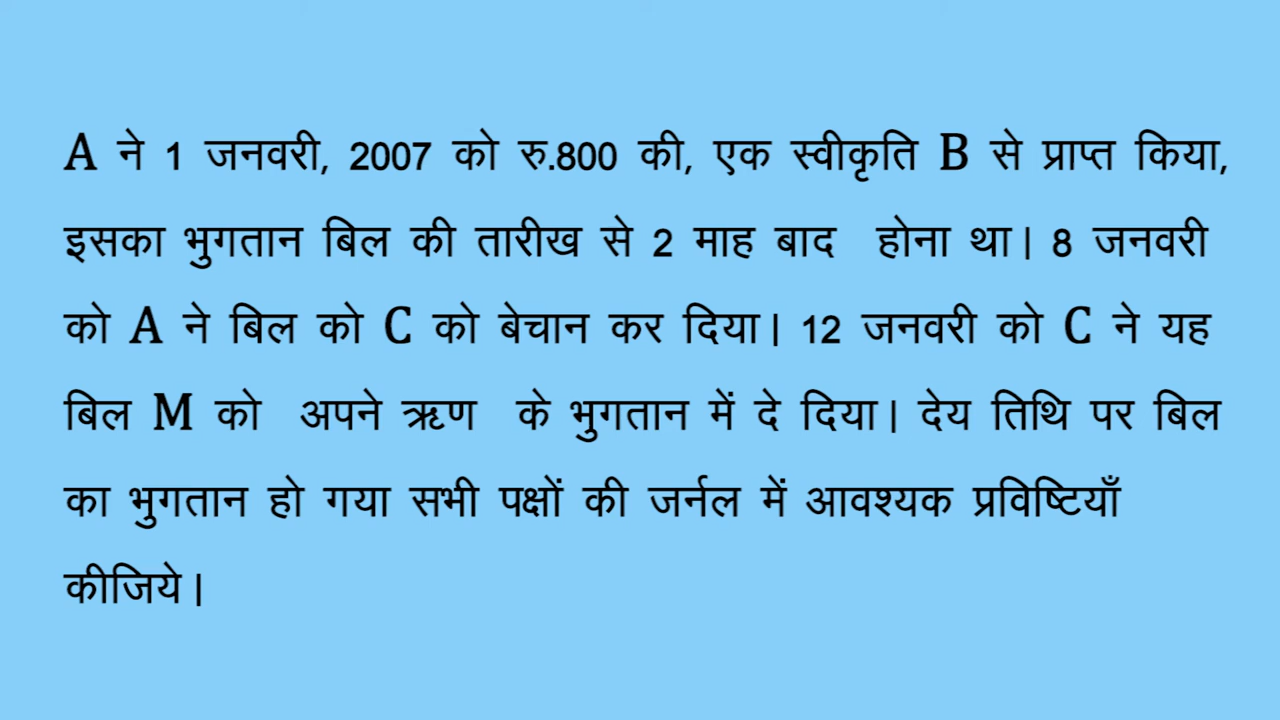 A ने 1 जनवरी, 2007 को रु.800 की, एक स्वीकृति B से प्राप्त किया,
इसका भुगतान बिल की तारीख से 2 माह बाद होना था| 8 जनवरी
को A ने बिल को C को बेचान कर दिया| 12 जनवरी को C ने यह
बिल M को अपने ऋण के भुगतान में दे दिया| देय तिथि पर बिल
का भुगतान हो गया सभी पक्षों की जर्नल में आवश्यक प्रविष्टियाँ
कीजिये|